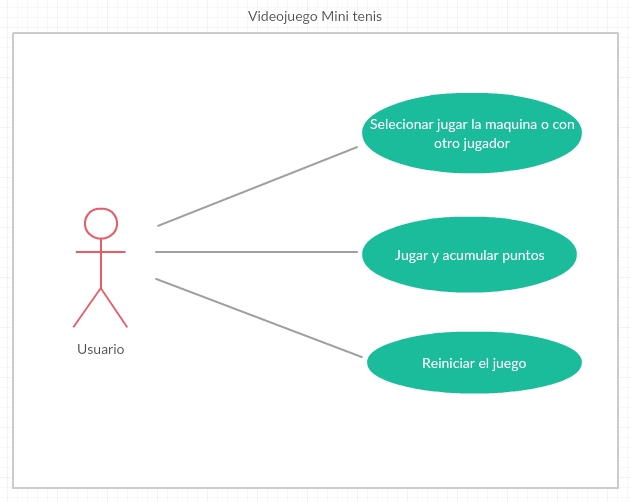 Videojuego Mini tenis
Selecionar jugar la maquina o con
otro jugador
Jugar y acumular puntos
Usuario
Reiniciar el juego